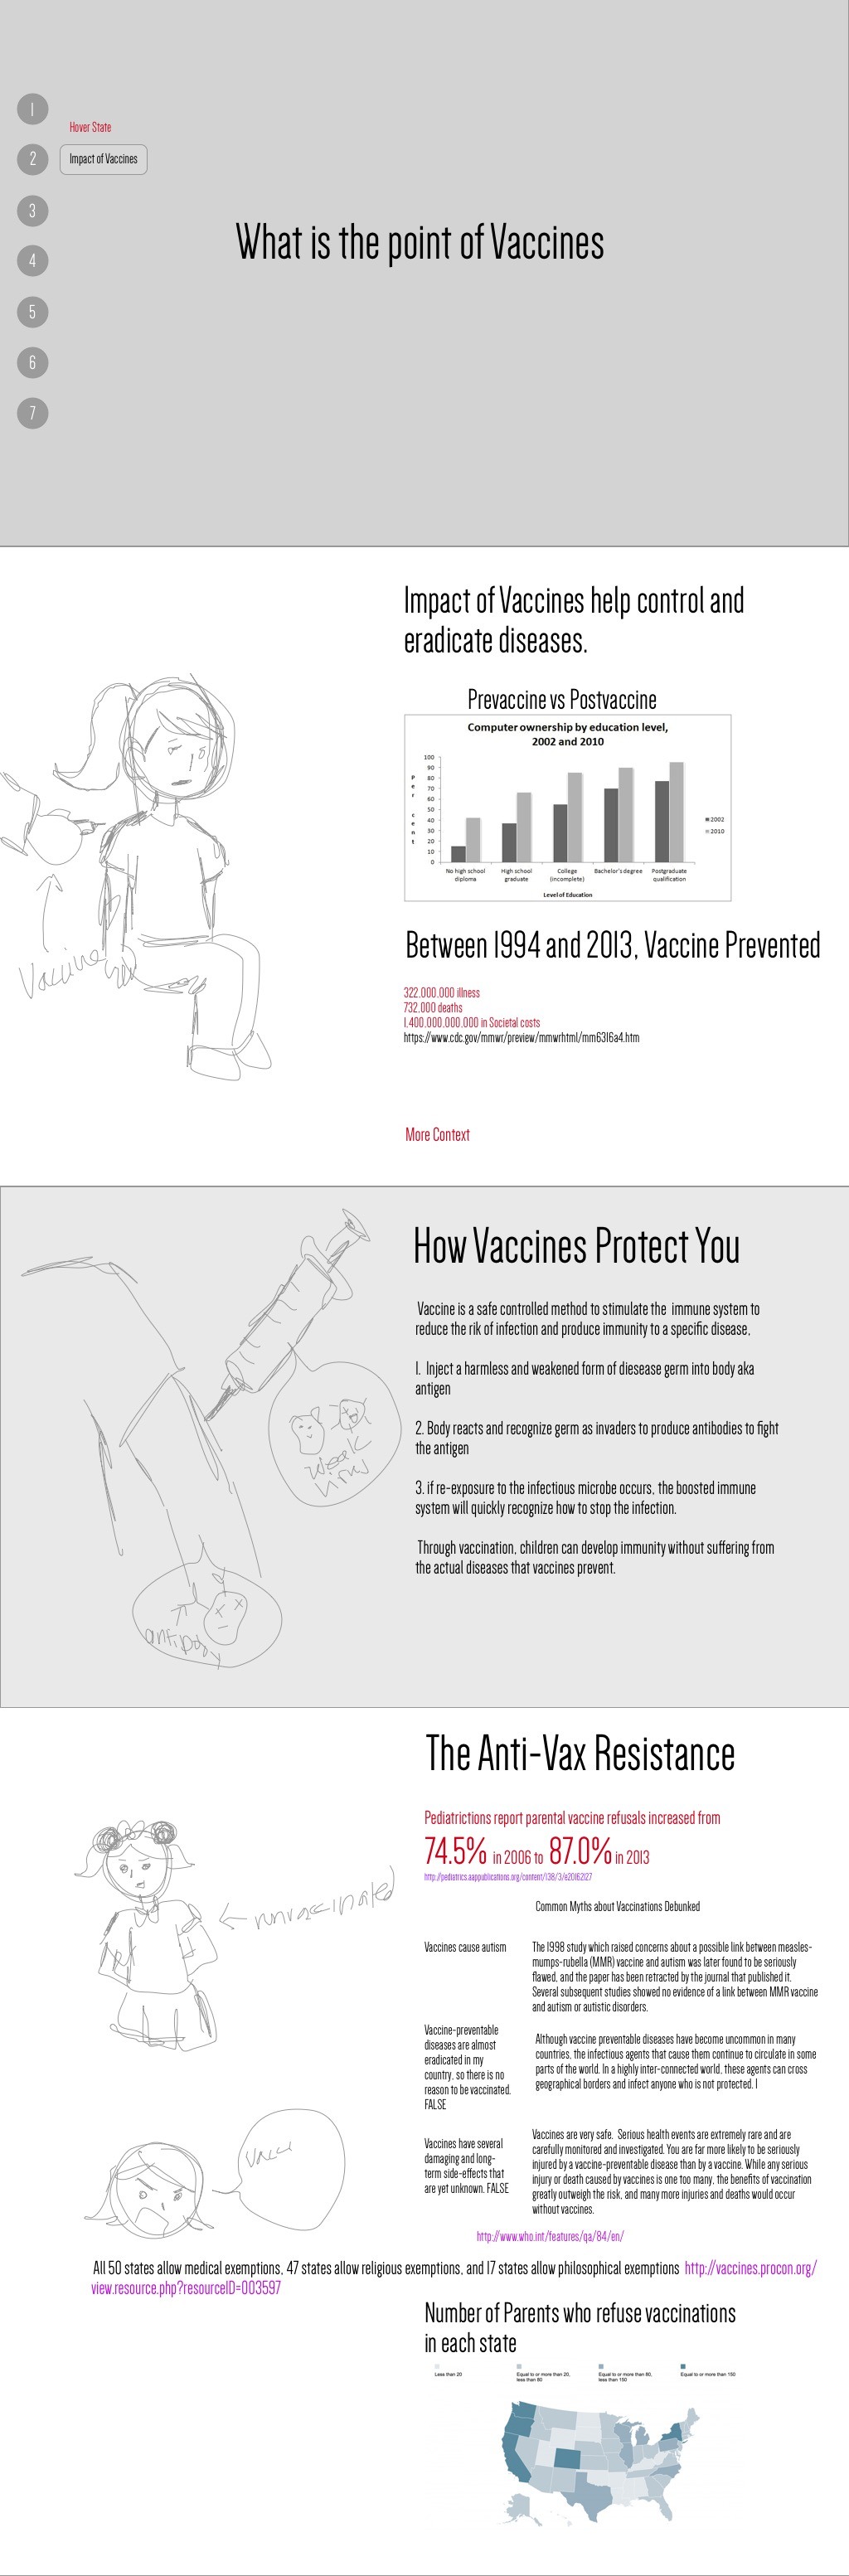 1
Hover State
2
Impact of Vaccines
3
What is the point of Vaccines
4
5
6
7
Impact of Vaccines help control and
eradicate diseases.
Prevaccine vs Postvaccine
Computer ownership by education level,
2002 and 2010
100
90
80
70
60
50
40
30
20
10
0
Per cent
2002
2010
No high school
diploma
High school
graduate
College
(incomplete)
Bachelor's degree
Postgraduate
qualification
Level of Education
Vaccine
Between 1994 and 2013, Vaccine Prevented
322,000,000 illness
732,000 deaths
1,400,000,000,000 in Societal costs
https://www.cdc.gov/mmwr/preview/mmwrhtml/mm6316a4.htm
More Context
How Vaccines Protect You
Vaccine is a safe controlled method to stimulate the immune system to
reduce the rik of infection and produce immunity to a specific disease,
1. Inject a harmless and weakened form of diesease germ into body aka
antigen
2. Body reacts and recognize germ as invaders to produce antibodies to fight
the antigen
3. if re-exposure to the infectious microbe occurs, the boosted immune
system will quickly recognize how to stop the infection.
Through vaccination, children can develop immunity without suffering from
the actual diseases that vaccines prevent.
weak
virus
antibody
The Anti-Vax Resistance
Pediatrictions report parental vaccine refusals increased from
74.5% in 2006 to 87.0% in 2013
http://pediatrics.aappublications.org/content/138/3/e20162127
unvaccinated
Common Myths about Vaccinations Debunked
Vaccines cause autism
The 1998 study which raised concerns about a possible link between measles-
mumps-rubella (MMR) vaccine and autism was later found to be seriously
flawed, and the paper has been retracted by the journal that published it.
Several subsequent studies showed no evidence of a link between MMR vaccine
and autism or autistic disorders.
Vaccine-preventable
diseases are almost
eradicated in my
country, so there is no
reason to be vaccinated.
FALSE
Although vaccine preventable diseases have become uncommon in many
countries, the infectious agents that cause them continue to circulate in some
parts of the world. In a highly inter-connected world, these agents can cross
geographical borders and infect anyone who is not protected. I
Vaccines have several
damaging and long-
term side-effects that
are yet unknown. FALSE
Vaccines are very safe. Serious health events are extremely rare and are
carefully monitored and investigated. You are far more likely to be seriously
injured by a vaccine-preventable disease than by a vaccine. While any serious
injury or death caused by vaccines is one too many, the benefits of vaccination
greatly outweigh the risk, and many more injuries and deaths would occur
without vaccines.
http://www.who.int/features/qa/84/en/
All 50 states allow medical exemptions, 47 states allow religious exemptions, and 17 states allow philosophical exemptions http://vaccines.procon.org/
view.resource.php?resourceID=003597
Number of Parents who refuse vaccinations
in each state
Less than 20
Equal to or more than 20,
less than 80
Equal to or more than 80,
less than 150
Equal to or more than 150